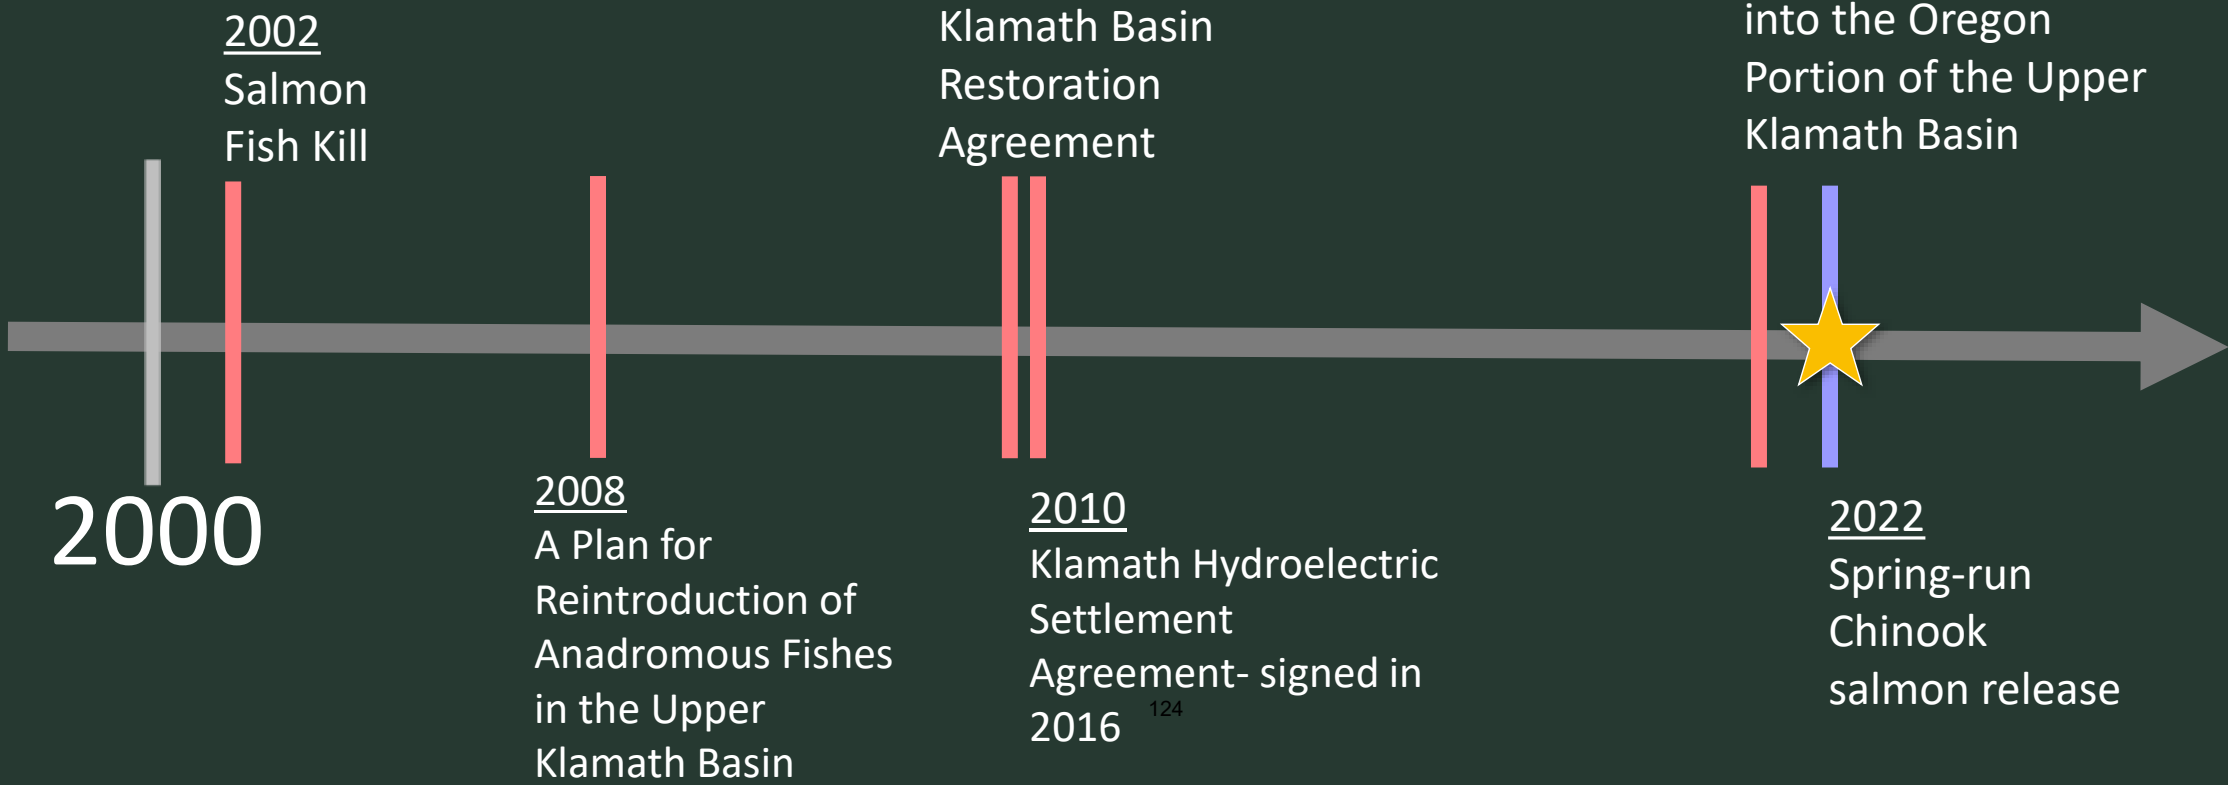 2002
Salmon
Fish Kill
Klamath Basin
Restoration
Agreement
into the Oregon
Portion of the Upper
Klamath Basin
2000
2008
A Plan for
Reintroduction of
Anadromous Fishes
in the Upper
Klamath Basin
2010
Klamath Hydroelectric
Settlement
Agreement- signed in
2016
124
2022
Spring-run
Chinook
salmon release